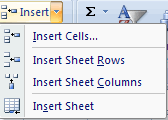 Insert Σ
Insert Cells...
Insert Sheet Rows
Insert Sheet Columns
Insert Sheet